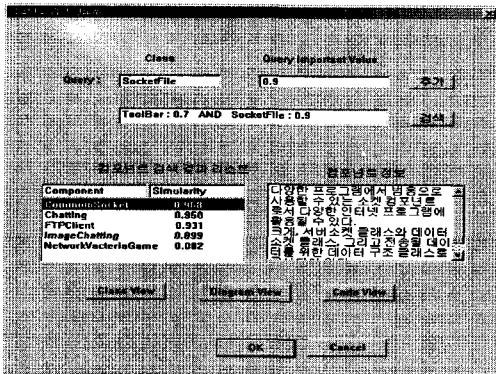 Class Query Important Value
Query : SocketFile 0.9 추가
ToolBar : 0.7 AND SocketFile : 0.9 검색
컴포넌트 검색 결과 리스트 컴포넌트 정보
Component Simularity
CommonSocket 0.963
Chatting 0.950
FTPClient 0.931
ImageChatting 0.899
NetworkVacteriaGame 0.082
다양한 프로그램에서 범용으로
사용할 수 있는 소켓 컴포넌트
로서 다양한 인터넷 프로그램에
활용될 수 있다.
크게, 서버소켓 클래스와 데이터
소켓 클래스, 그리고 전송될 데이
터를 위한 데이터 구조 클래스로
Class View Diagram View Code View
OK Cancel